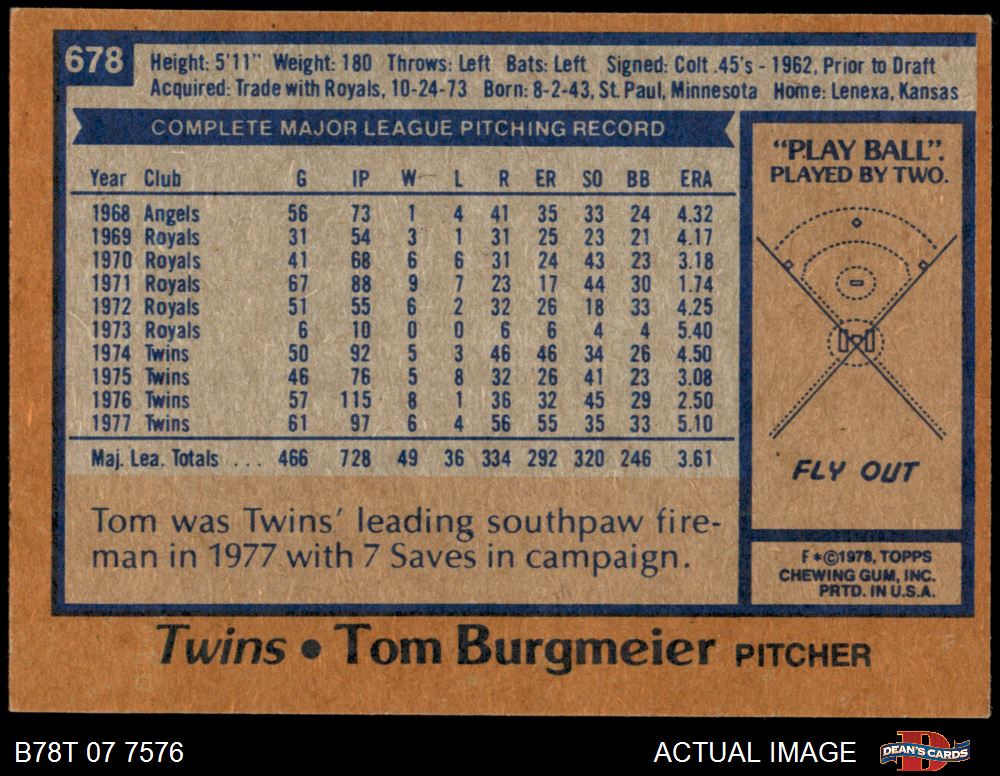 678
Height: 5'11" Weight: 180 Throws: Left Bats: Left Signed: Colt .45's - 1962, Prior to Draft
Acquired: Trade with Royals, 10-24-73 Born: 8-2-43, St. Paul, Minnesota Home: Lenexa, Kansas
COMPLETE MAJOR LEAGUE PITCHING RECORD
Year Club G IP W L R ER SO BB ERA
1968 Angels 56 73 1 4 41 35 33 24 4.32
1969 Royals 31 54 3 1 31 25 23 21 4.17
1970 Royals 41 68 6 6 31 24 43 23 3.18
1971 Royals 67 88 9 7 23 17 44 30 1.74
1972 Royals 51 55 6 2 32 26 18 33 4.25
1973 Royals 6 10 0 0 6 6 4 4 5.40
1974 Twins 50 92 5 3 46 46 34 26 4.50
1975 Twins 46 76 5 8 32 26 41 23 3.08
1976 Twins 57 115 8 1 36 32 45 29 2.50
1977 Twins 61 97 6 4 56 55 35 33 5.10
Maj. Lea. Totals ... 466 728 49 36 334 292 320 246 3.61
Tom was Twins' leading southpaw fire-
man in 1977 with 7 Saves in campaign.
"PLAY BALL".
PLAYED BY TWO.
FLY OUT
F *©1978, TOPPS
CHEWING GUM, INC.
PRTD. IN U.S.A.
Twins • Tom Burgmeier PITCHER
B78T 07 7576
ACTUAL IMAGE
DEAN'S CARDS